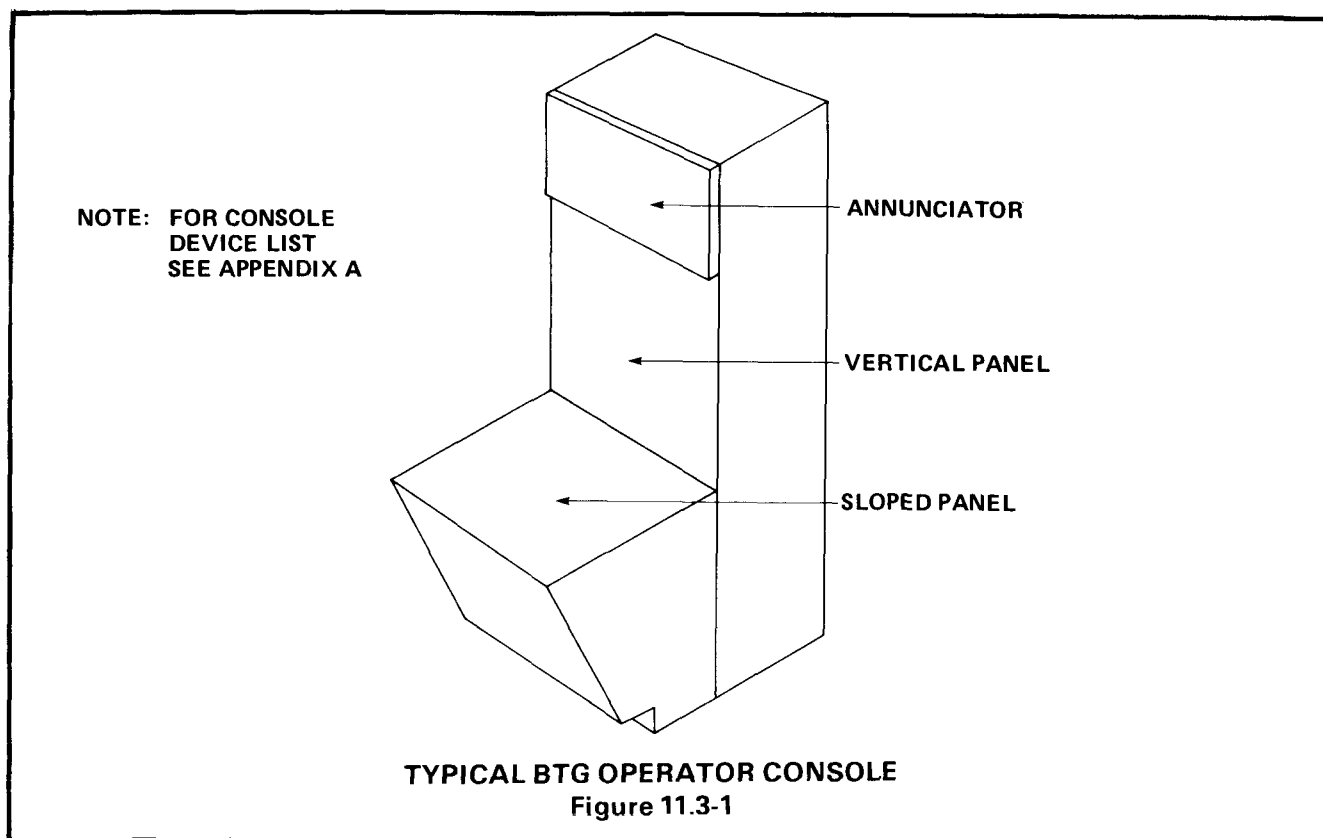 NOTE: FOR CONSOLE
DEVICE LIST
SEE APPENDIX A
ANNUNCIATOR
VERTICAL PANEL
SLOPED PANEL
TYPICAL BTG OPERATOR CONSOLE
Figure 11.3-1